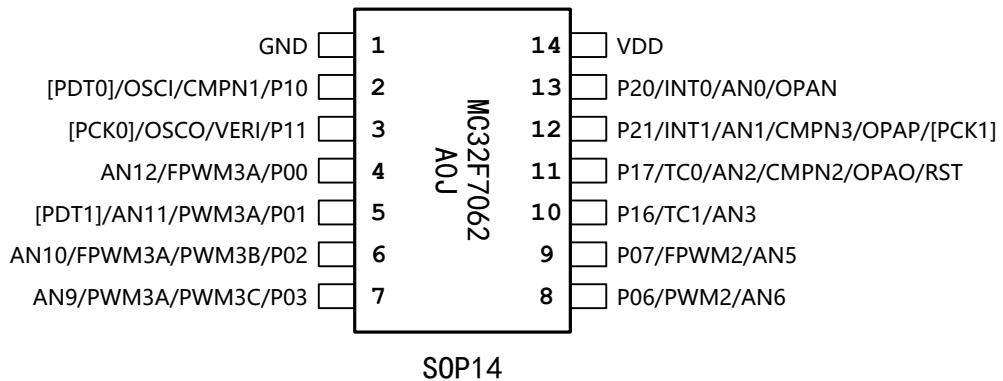 GND 1 14 VDD
[PDT0]/OSCI/CMPN1/P10 2 13 P20/INT0/AN0/OPAN
[PCK0]/OSCO/VERI/P11 3 12 P21/INT1/AN1/CMPN3/OPAP/[PCK1]
AN12/FPWM3A/P00 4 11 P17/TC0/AN2/CMPN2/OPAO/RST
[PDT1]/AN11/PWM3A/P01 5 10 P16/TC1/AN3
AN10/FPWM3A/PWM3B/P02 6 9 P07/FPWM2/AN5
AN9/PWM3A/PWM3C/P03 7 8 P06/PWM2/AN6
MC32F7062
A0J
SOP14